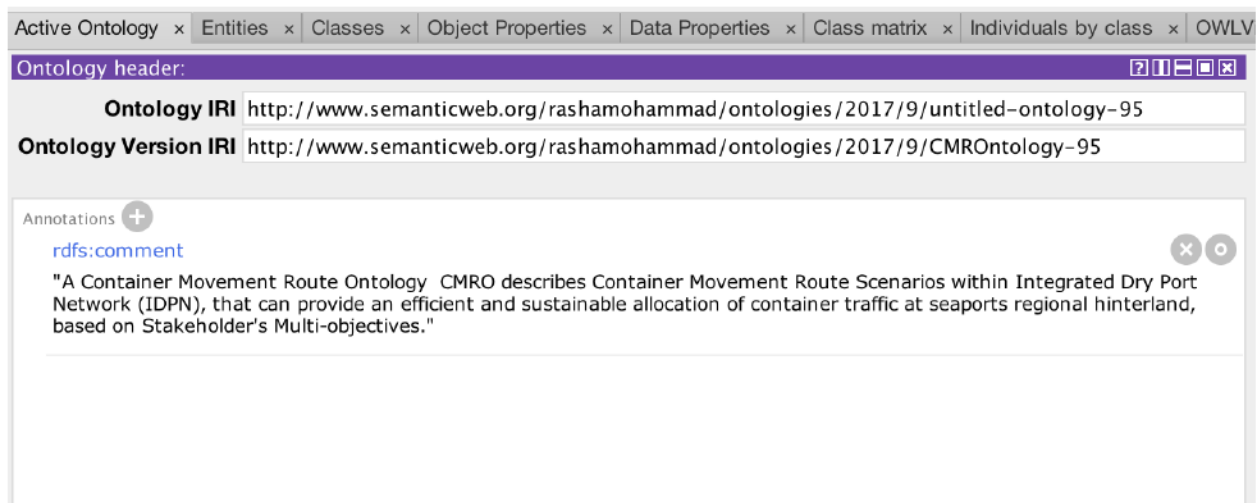 Active Ontology × Entities × Classes × Object Properties × Data Properties × Class matrix × Individuals by class × OWLV
Ontology header:
Ontology IRI http://www.semanticweb.org/rashamohammad/ontologies/2017/9/untitled-ontology-95
Ontology Version IRI http://www.semanticweb.org/rashamohammad/ontologies/2017/9/CMROntology-95
Annotations
rdfs:comment
"A Container Movement Route Ontology  CMRO describes Container Movement Route Scenarios within Integrated Dry Port
Network (IDPN), that can provide an efficient and sustainable allocation of container traffic at seaports regional hinterland,
based on Stakeholder's Multi-objectives."